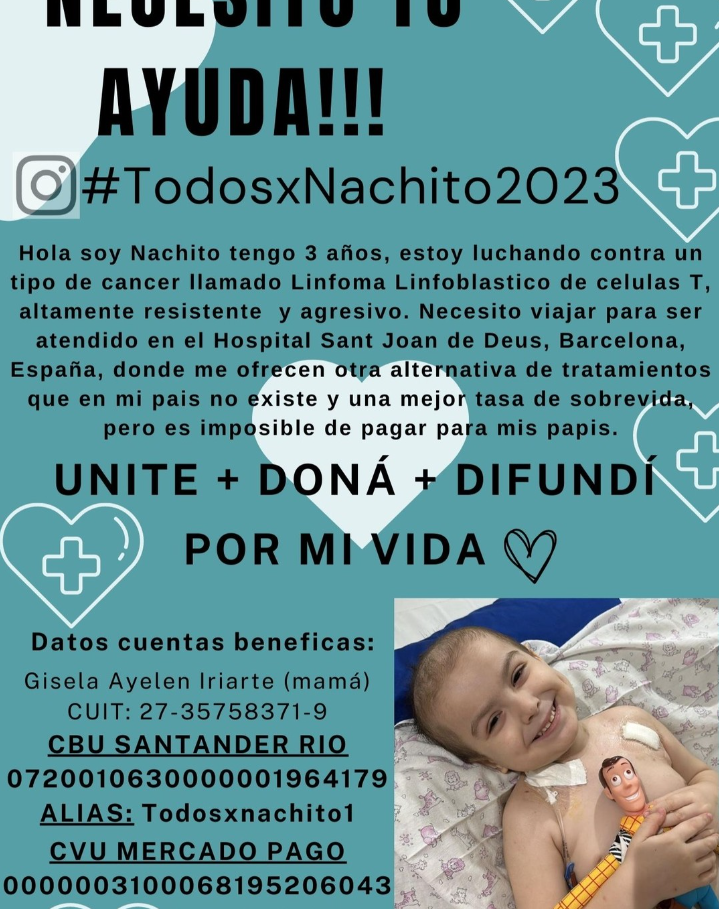 NECESITO TU
AYUDA!!!
#TodosxNachito2023
Hola soy Nachito tengo 3 años, estoy luchando contra un
tipo de cancer llamado Linfoma Linfoblastico de celulas T,
altamente resistente y agresivo. Necesito viajar para ser
atendido en el Hospital Sant Joan de Deus, Barcelona,
España, donde me ofrecen otra alternativa de tratamientos
que en mi pais no existe y una mejor tasa de sobrevida,
pero es imposible de pagar para mis papis.
UNITE + DONÁ + DIFUNDÍ
POR MI VIDA
Datos cuentas beneficas:
Gisela Ayelen Iriarte (mamá)
CUIT: 27-35758371-9
CBU SANTANDER RIO
0720010630000001964179
ALIAS: Todosxnachito1
CVU MERCADO PAGO
0000003100068195206043